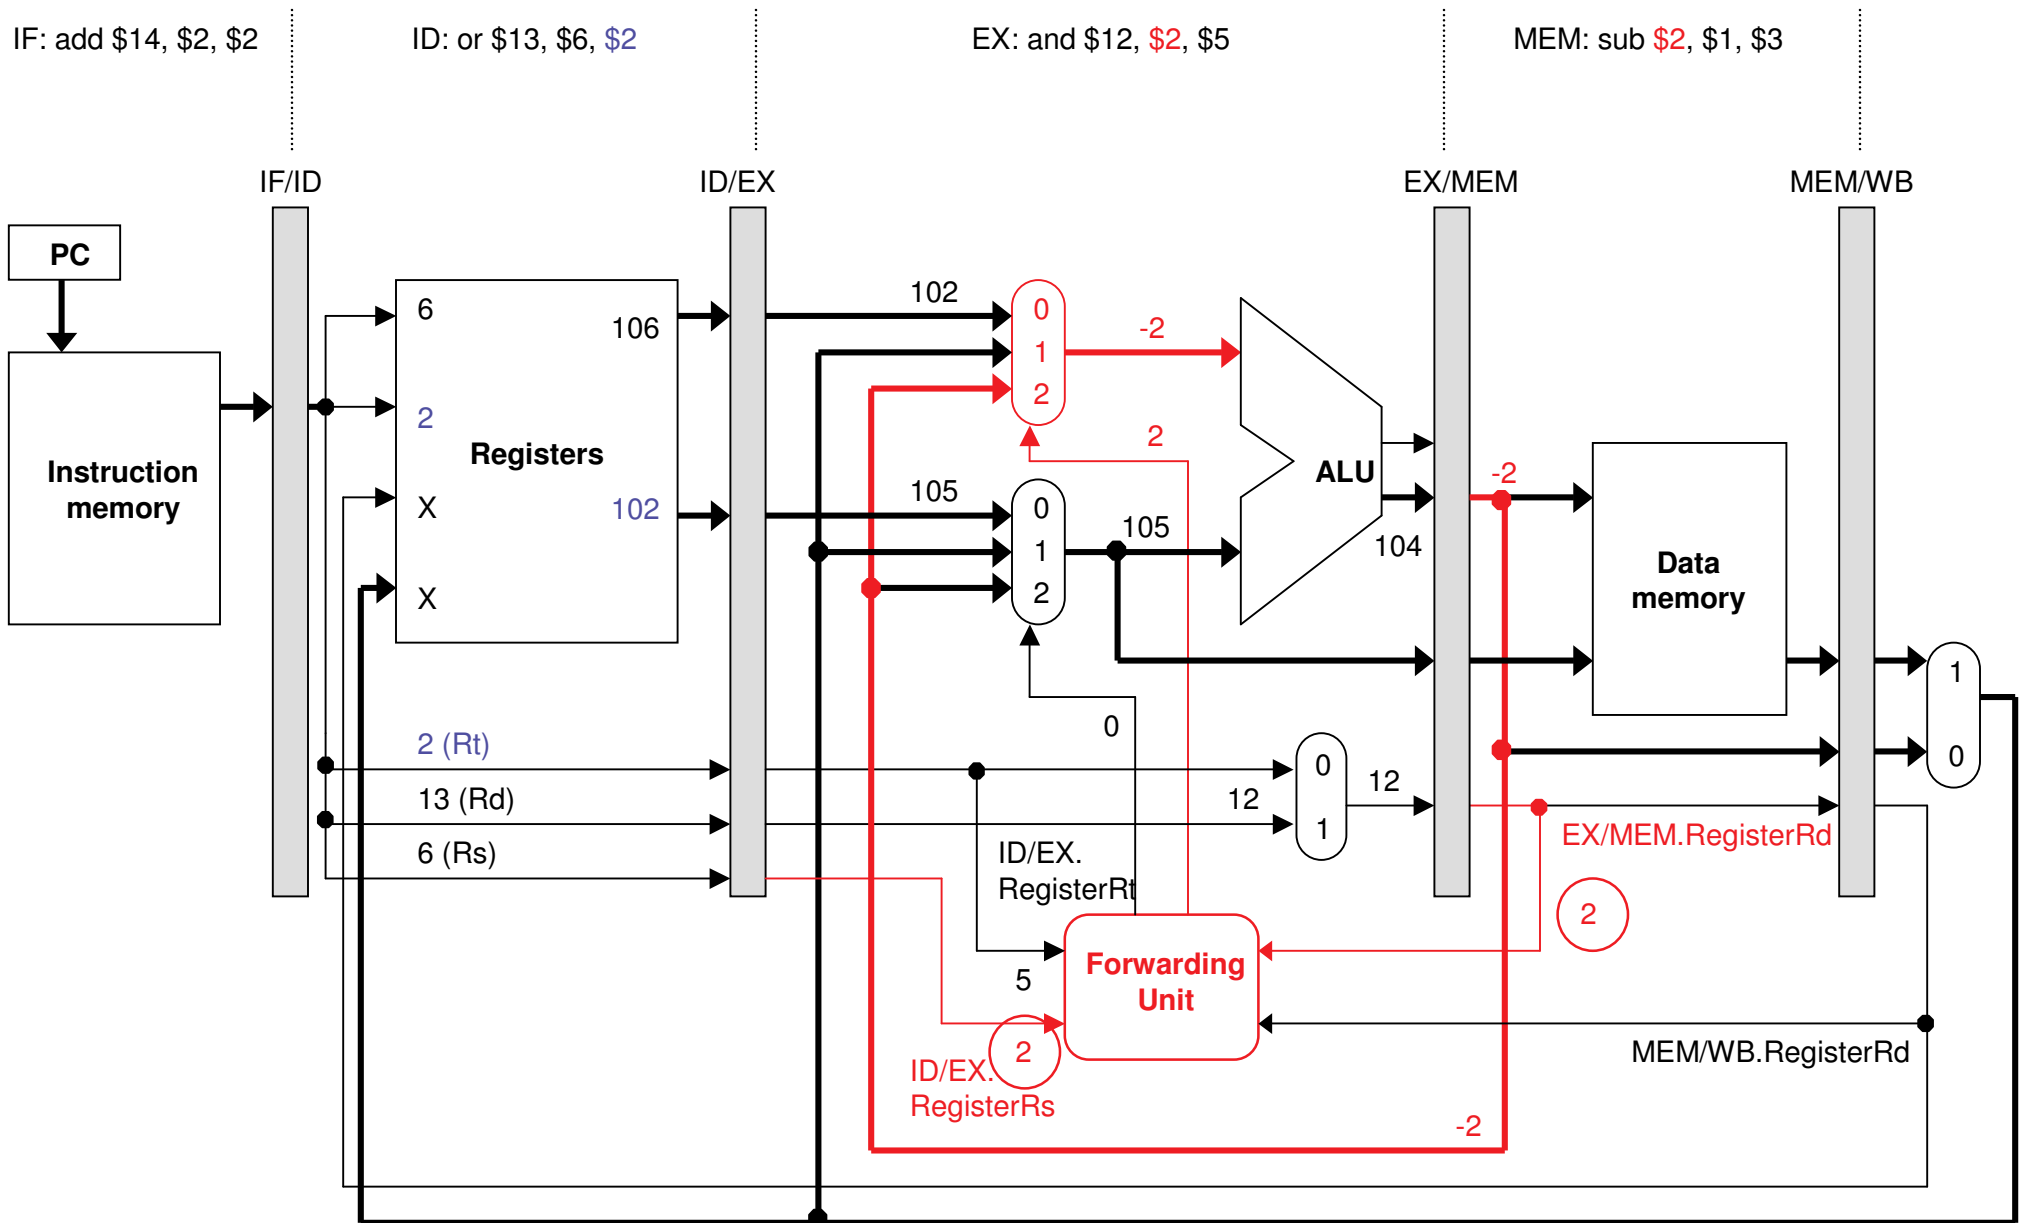 IF: add $14, $2, $2
ID: or $13, $6, $2
EX: and $12, $2, $5
MEM: sub $2, $1, $3
IF/ID
ID/EX
EX/MEM
MEM/WB
PC
Instruction
memory
6
2
X
X
Registers
106
102
102
105
0
1
2
-2
2
0
1
2
105
0
ALU
104
-2
Data
memory
1
0
2 (Rt)
13 (Rd)
6 (Rs)
12
0
1
12
ID/EX.
RegisterRt
EX/MEM.RegisterRd
2
5
Forwarding
Unit
2
ID/EX.
RegisterRs
MEM/WB.RegisterRd
-2